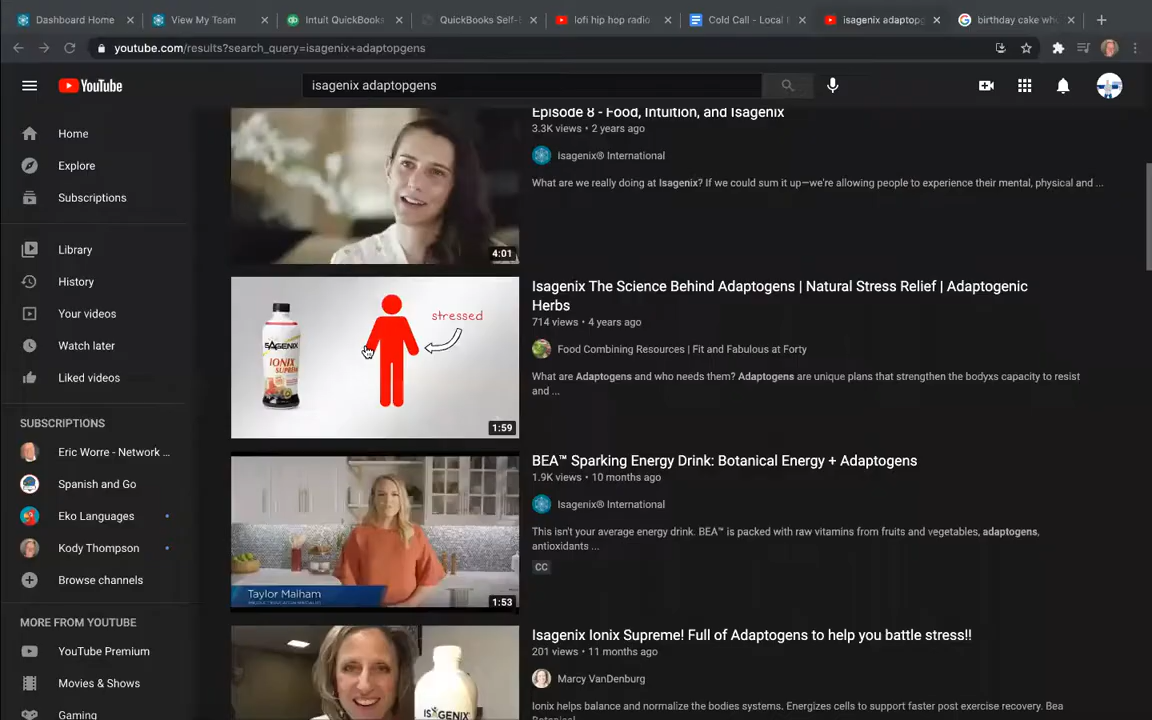 Dashboard Home
View My Team
Intuit QuickBooks
QuickBooks Self-
lofi hip hop radio
Cold Call - Local
isagenix adaptopg
birthday cake wh
youtube.com/results?search_query=isagenix+adaptopgens
YouTube
isagenix adaptopgens
Home
Explore
Subscriptions
Library
History
Your videos
Watch later
Liked videos
SUBSCRIPTIONS
Eric Worre - Network ...
Spanish and Go
Eko Languages
Kody Thompson
Browse channels
MORE FROM YOUTUBE
YouTube Premium
Movies & Shows
Gaming
4:01
Episode 8 - Food, Intuition, and Isagenix
3.3K views • 2 years ago
Isagenix® International
What are we really doing at Isagenix? If we could sum it up—we're allowing people to experience their mental, physical and ...
stressed
ISAGENIX
IONIX
SUPREME
1:59
Isagenix The Science Behind Adaptogens | Natural Stress Relief | Adaptogenic
Herbs
714 views • 4 years ago
Food Combining Resources | Fit and Fabulous at Forty
What are Adaptogens and who needs them? Adaptogens are unique plans that strengthen the bodyxs capacity to resist
and ...
Taylor Malham
1:53
BEA™ Sparking Energy Drink: Botanical Energy + Adaptogens
1.9K views • 10 months ago
Isagenix® International
This isn't your average energy drink. BEA™ is packed with raw vitamins from fruits and vegetables, adaptogens,
antioxidants ...
CC
ISAGENIX
Isagenix Ionix Supreme! Full of Adaptogens to help you battle stress!!
201 views • 11 months ago
Marcy VanDenburg
Ionix helps balance and normalize the bodies systems. Energizes cells to support faster post exercise recovery. Bea